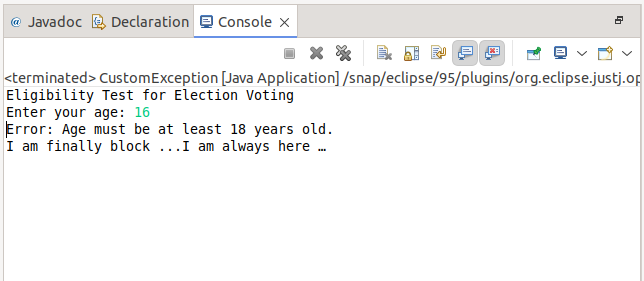 @ Javadoc Declaration Console
<terminated> CustomException [Java Application] /snap/eclipse/95/plugins/org.eclipse.justj.op
Eligibility Test for Election Voting
Enter your age: 16
Error: Age must be at least 18 years old.
I am finally block ...I am always here …